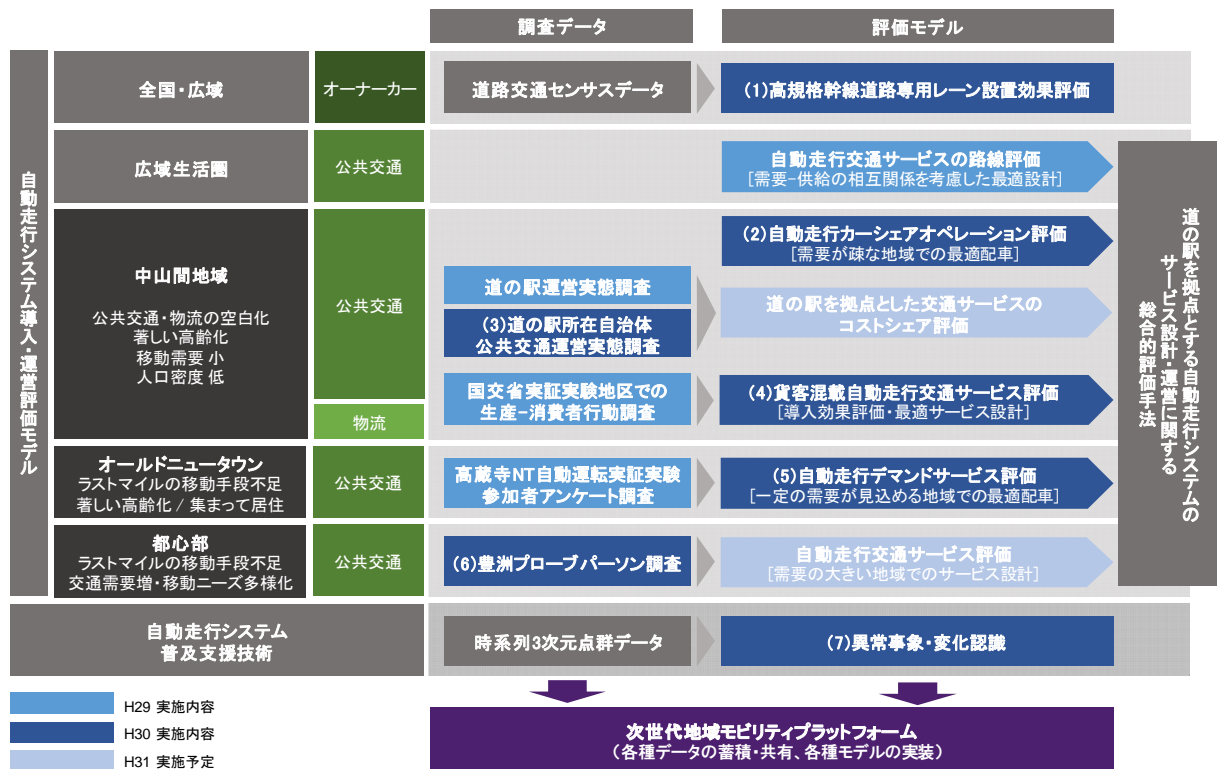 調査データ
評価モデル
自動走行システム導入・運営評価モデル
全国・広域
オーナーカー
道路交通センサスデータ
(1)高規格幹線道路専用レーン設置効果評価
広域生活圏
公共交通
自動走行交通サービスの路線評価
[需要-供給の相互関係を考慮した最適設計]
中山間地域
公共交通・物流の空白化
著しい高齢化
移動需要 小
人口密度 低
公共交通
物流
道の駅運営実態調査
(3)道の駅所在自治体
公共交通運営実態調査
国交省実証実験地区での
生産-消費者行動調査
(2)自動走行カーシェアオペレーション評価
[需要が疎な地域での最適配車]
道の駅を拠点とした交通サービスの
コストシェア評価
(4)貨客混載自動走行交通サービス評価
[導入効果評価・最適サービス設計]
オールドニュータウン
ラストマイルの移動手段不足
著しい高齢化 / 集まって居住
公共交通
高蔵寺NT自動運転実証実験
参加者アンケート調査
(5)自動走行デマンドサービス評価
[一定の需要が見込める地域での最適配車]
都心部
ラストマイルの移動手段不足
交通需要増・移動ニーズ多様化
公共交通
(6)豊洲プローブパーソン調査
自動走行交通サービス評価
[需要の大きい地域でのサービス設計]
道の駅を拠点とする自動走行システムの
サービス設計・運営に関する
総合的評価手法
自動走行システム
普及支援技術
時系列3次元点群データ
(7)異常事象・変化認識
H29 実施内容
H30 実施内容
H31 実施予定
次世代地域モビリティプラットフォーム
(各種データの蓄積・共有、各種モデルの実装)